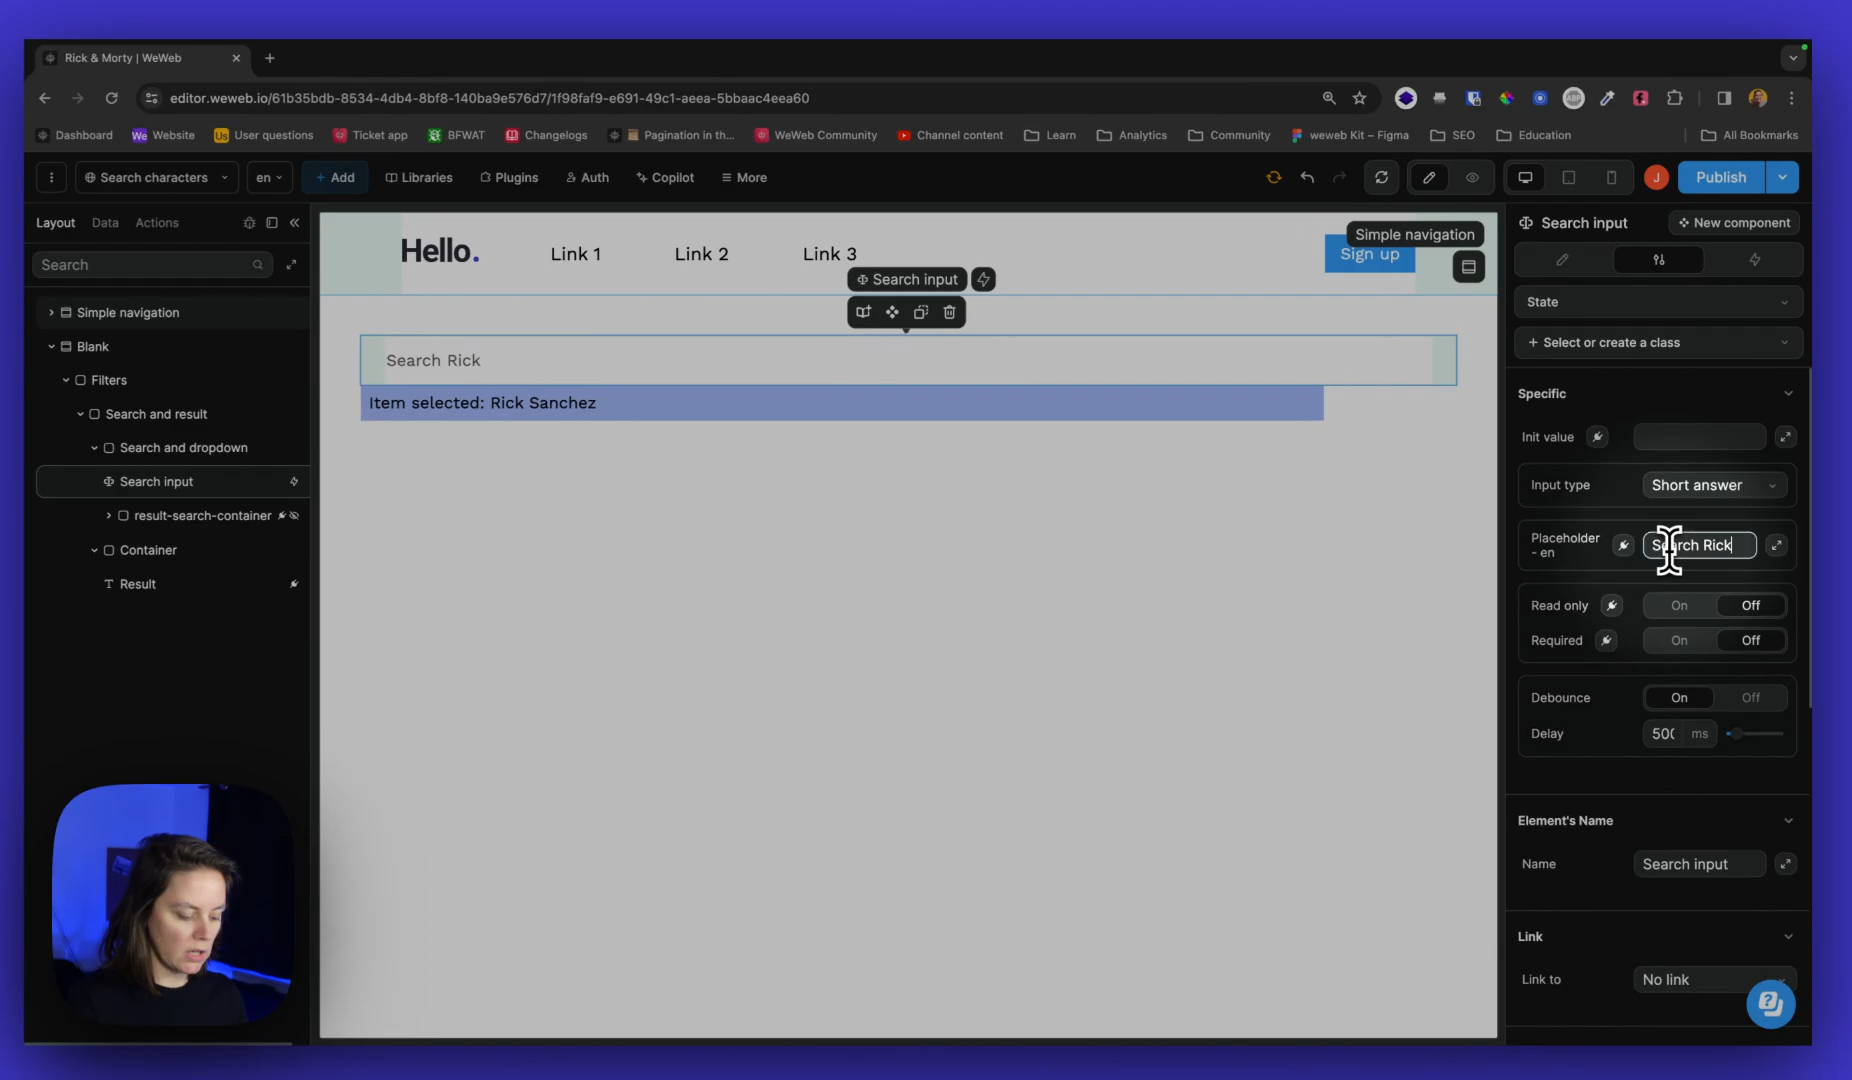 Rick & Morty | WeWeb
editor.weweb.io/61b35bdb-8534-4db4-8bf8-140ba9e576d7/1f98faf9-e691-49c1-aeea-5bbaac4eea60
Dashboard
We Website
Us User questions
Ticket app
BFWAT
Changelogs
Pagination in th...
WeWeb Community
Channel content
Learn
Analytics
Community
weweb Kit – Figma
SEO
Education
All Bookmarks
Search characters
en
+ Add
Libraries
Plugins
Auth
Copilot
More
J
Publish
Layout
Data
Actions
Search
Simple navigation
Blank
Filters
Search and result
Search and dropdown
Search input
result-search-container
Container
T Result
Hello.
Link 1
Link 2
Link 3
Sign up
Simple navigation
Search input
Search Rick
Item selected: Rick Sanchez
Search input
New component
State
+ Select or create a class
Specific
Init value
Input type
Short answer
Placeholder - en
Search Rick
Read only
On
Off
Required
On
Off
Debounce
On
Off
Delay
500
ms
Element's Name
Name
Search input
Link
Link to
No link
ABP